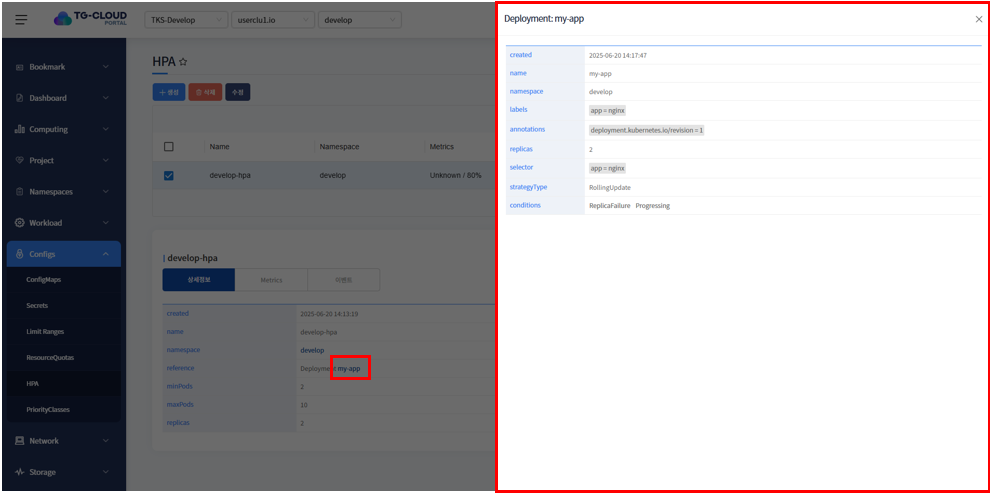 TG-CLOUD
PORTAL
TKS-Develop
userclu1.io
develop
Bookmark
Dashboard
Computing
Project
Namespaces
Workload
Configs
ConfigMaps
Secrets
Limit Ranges
ResourceQuotas
HPA
PriorityClasses
Network
Storage
HPA
+ 생성
삭제
수정
Name Namespace Metrics
develop-hpa develop Unknown / 80%
develop-hpa
상세정보 Metrics 이벤트
created 2025-06-20 14:13:19
name develop-hpa
namespace develop
reference Deployment: my-app
minPods 2
maxPods 10
replicas 2
Deployment: my-app
created 2025-06-20 14:17:47
name my-app
namespace develop
labels app = nginx
annotations deployment.kubernetes.io/revision = 1
replicas 2
selector app = nginx
strategyType RollingUpdate
conditions ReplicaFailure Progressing